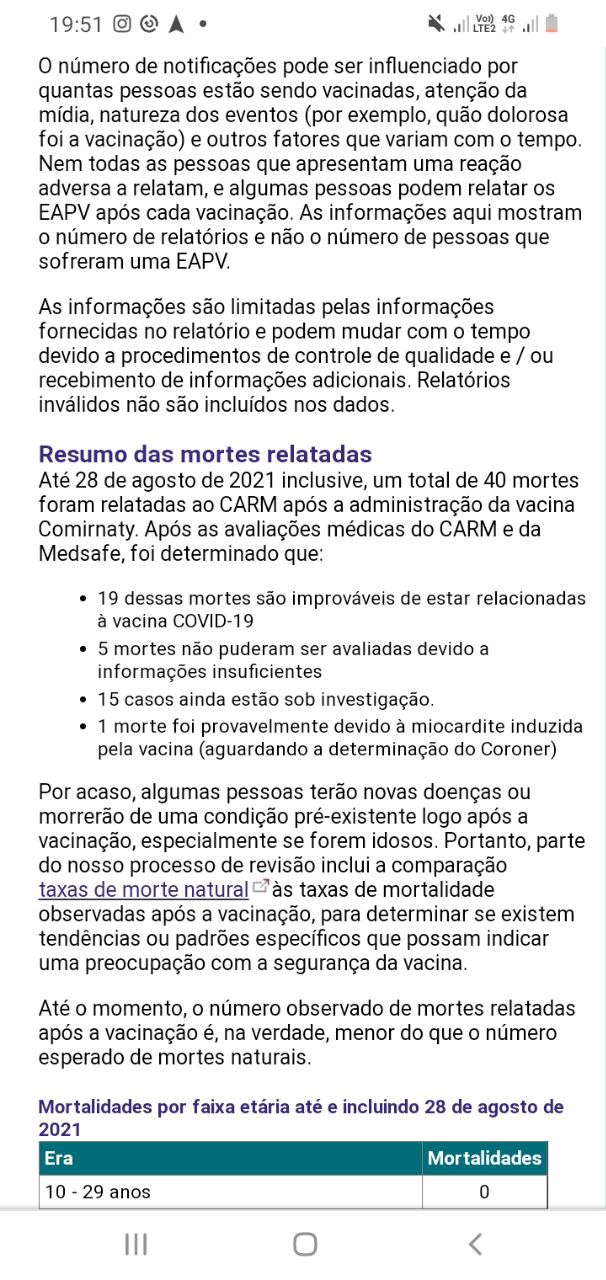 19:51
Vo)) 4G
LTE2
O número de notificações pode ser influenciado por
quantas pessoas estão sendo vacinadas, atenção da
mídia, natureza dos eventos (por exemplo, quão dolorosa
foi a vacinação) e outros fatores que variam com o tempo.
Nem todas as pessoas que apresentam uma reação
adversa a relatam, e algumas pessoas podem relatar os
EAPV após cada vacinação. As informações aqui mostram
o número de relatórios e não o número de pessoas que
sofreram uma EAPV.
As informações são limitadas pelas informações
fornecidas no relatório e podem mudar com o tempo
devido a procedimentos de controle de qualidade e / ou
recebimento de informações adicionais. Relatórios
inválidos não são incluídos nos dados.
Resumo das mortes relatadas
Até 28 de agosto de 2021 inclusive, um total de 40 mortes
foram relatadas ao CARM após a administração da vacina
Comirnaty. Após as avaliações médicas do CARM e da
Medsafe, foi determinado que:
• 19 dessas mortes são improváveis de estar relacionadas
à vacina COVID-19
• 5 mortes não puderam ser avaliadas devido a
informações insuficientes
• 15 casos ainda estão sob investigação.
• 1 morte foi provavelmente devido à miocardite induzida
pela vacina (aguardando a determinação do Coroner)
Por acaso, algumas pessoas terão novas doenças ou
morrerão de uma condição pré-existente logo após a
vacinação, especialmente se forem idosos. Portanto, parte
do nosso processo de revisão inclui a comparação
taxas de morte natural às taxas de mortalidade
observadas após a vacinação, para determinar se existem
tendências ou padrões específicos que possam indicar
uma preocupação com a segurança da vacina.
Até o momento, o número observado de mortes relatadas
após a vacinação é, na verdade, menor do que o número
esperado de mortes naturais.
Mortalidades por faixa etária até e incluindo 28 de agosto de
2021
Era Mortalidades
10 - 29 anos 0